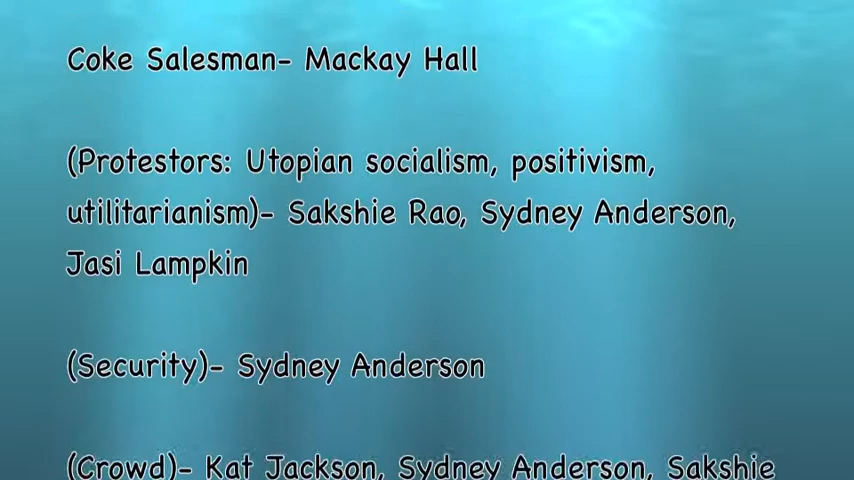 Coke Salesman- Mackay Hall
(Protestors: Utopian socialism, positivism,
utilitarianism)- Sakshie Rao, Sydney Anderson,
Jasi Lampkin
(Security)- Sydney Anderson
(Crowd)- Kat Jackson, Sydney Anderson, Sakshie